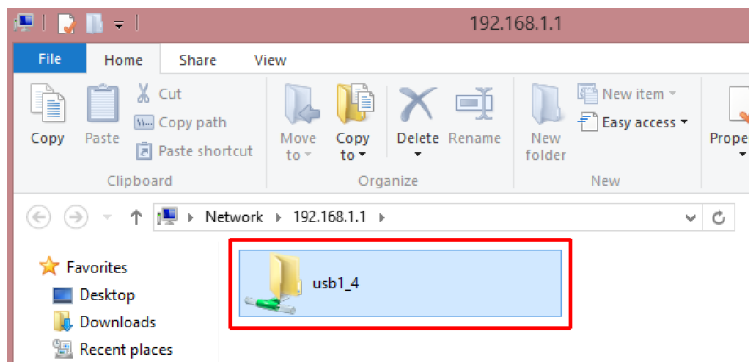 192.168.1.1
File Home Share View
Copy
Paste
Cut
Copy path
Paste shortcut
Clipboard
Move to
Copy to
Delete
Rename
Organize
New folder
New item
Easy access
New
Network 192.168.1.1
Favorites
Desktop
Downloads
Recent places
usb1_4